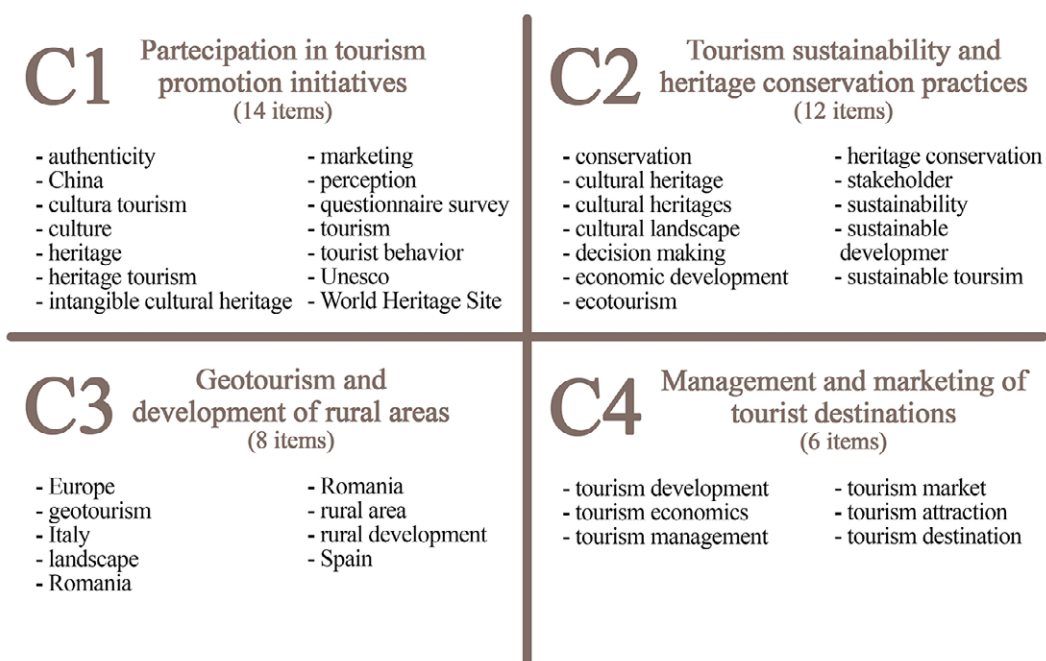 C1
Partecipation in tourism
promotion initiatives
(14 items)
- authenticity
- China
- cultura tourism
- culture
- heritage
- heritage tourism
- intangible cultural heritage
- marketing
- perception
- questionnaire survey
- tourism
- tourist behavior
- Unesco
- World Heritage Site
C2
Tourism sustainability and
heritage conservation practices
(12 items)
- conservation
- cultural heritage
- cultural heritages
- cultural landscape
- decision making
- economic development
- ecotourism
- heritage conservation
- stakeholder
- sustainability
- sustainable
developmer
- sustainable toursim
C3
Geotourism and
development of rural areas
(8 items)
- Europe
- geotourism
- Italy
- landscape
- Romania
- Romania
- rural area
- rural development
- Spain
C4
Management and marketing of
tourist destinations
(6 items)
- tourism development
- tourism economics
- tourism management
- tourism market
- tourism attraction
- tourism destination